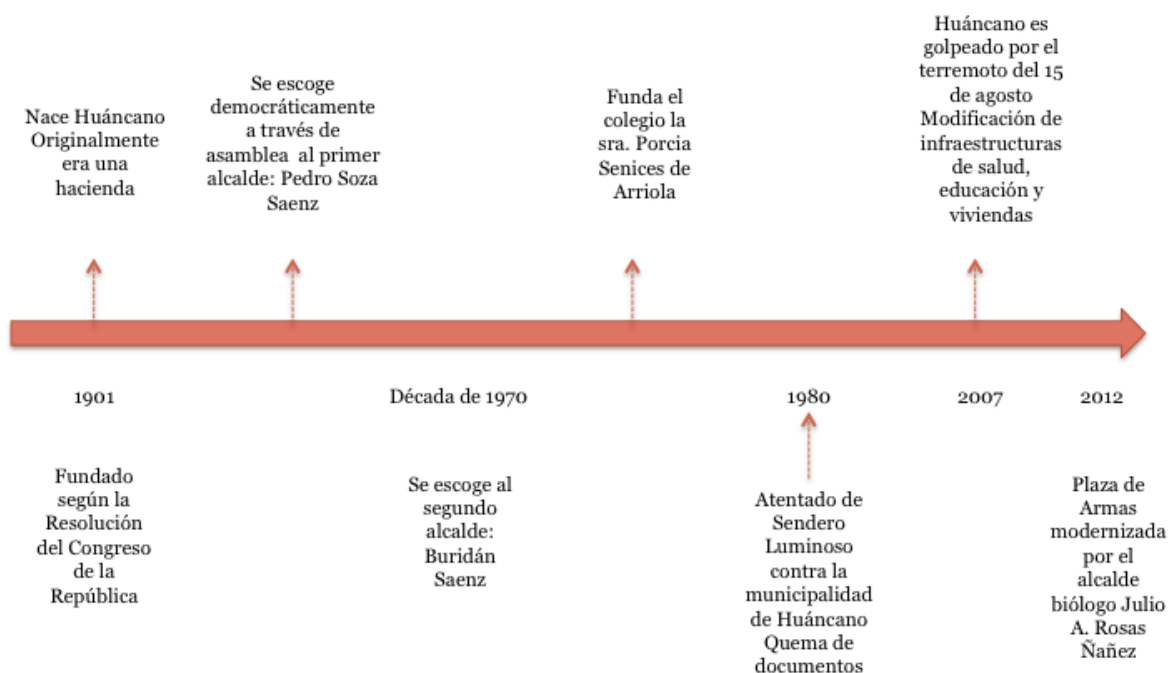 Nace Huáncano
Originalmente
era una
hacienda
Se escoge
democráticamente
a través de
asamblea al primer
alcalde: Pedro Soza
Saenz
Funda el
colegio la
sra. Porcia
Senices de
Arriola
Huáncano es
golpeado por el
terremoto del 15
de agosto
Modificación de
infraestructuras
de salud,
educación y
viviendas
1901
Década de 1970
1980
2007
2012
Fundado
según la
Resolución
del Congreso
de la
República
Se escoge al
segundo
alcalde:
Buridán
Saenz
Atentado de
Sendero
Luminoso
contra la
municipalidad
de Huáncano
Quema de
documentos
Plaza de
Armas
modernizada
por el
alcalde
biólogo Julio
A. Rosas
Ñañez